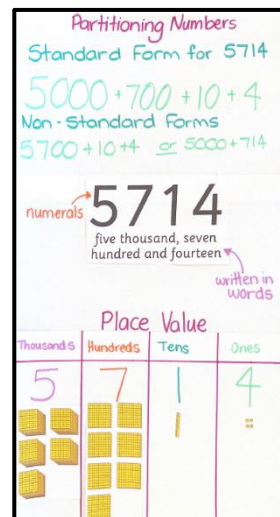 Partitioning Numbers
Standard Form for 5714
5000+700+10+4
Non-Standard Forms
5700+10+4 or 5000+714
numerals
5714
five thousand, seven
hundred and fourteen
written in
words
Place Value
Thousands Hundreds Tens Ones
5 7 1 4